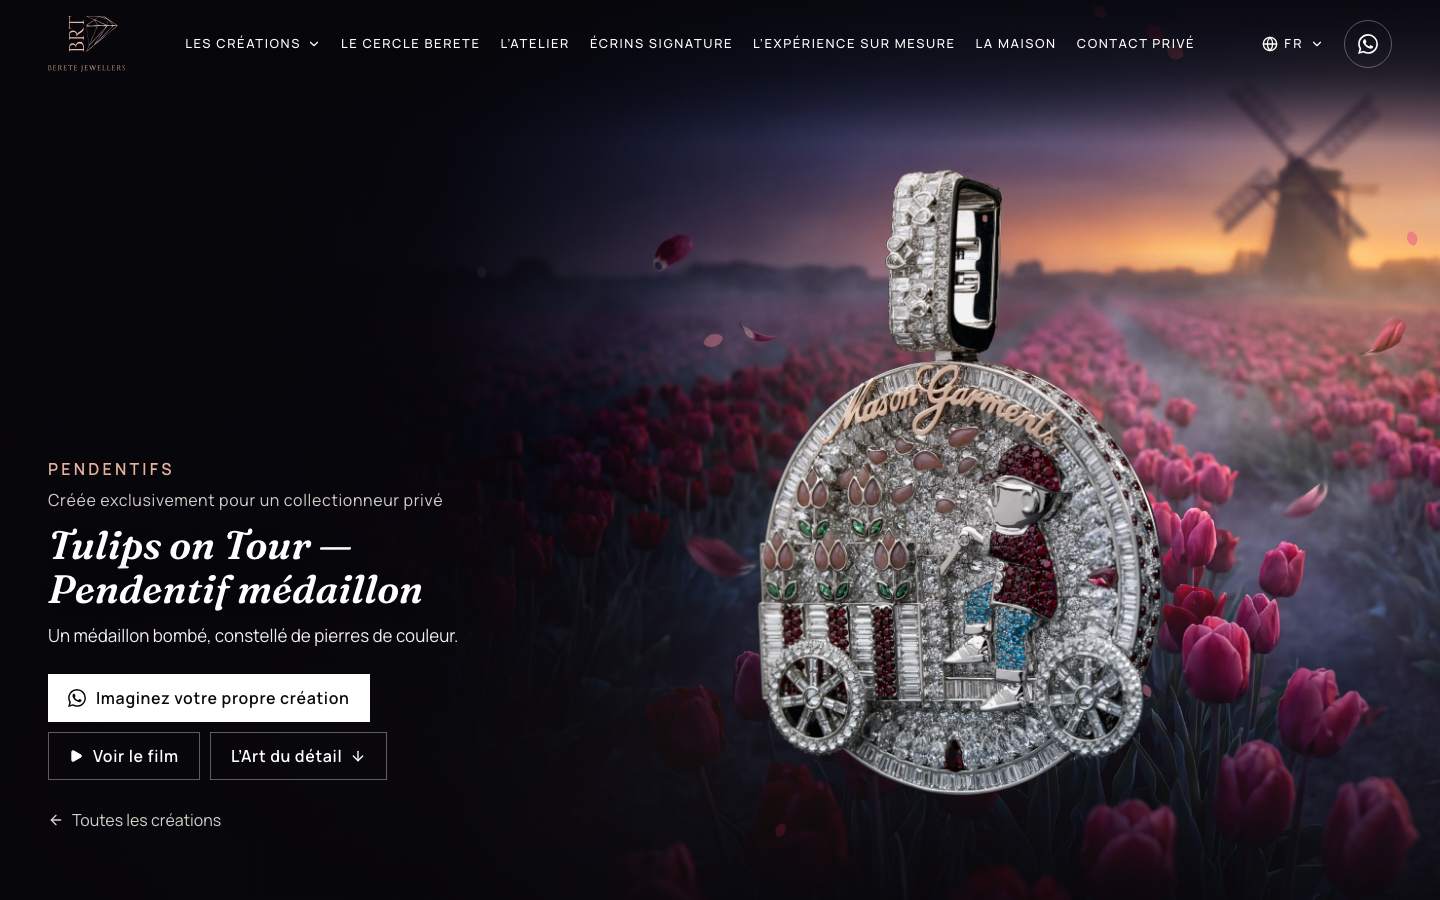 BRT
BERETE JEWELLERS
LES CRÉATIONS
LE CERCLE BERETE
L’ATELIER
ÉCRINS SIGNATURE
L’EXPÉRIENCE SUR MESURE
LA MAISON
CONTACT PRIVÉ
FR
Mason Garments
PENDENTIFS
Créée exclusivement pour un collectionneur privé
Tulips on Tour —
Pendentif médaillon
Un médaillon bombé, constellé de pierres de couleur.
Imaginez votre propre création
Voir le film
L’Art du détail
Toutes les créations